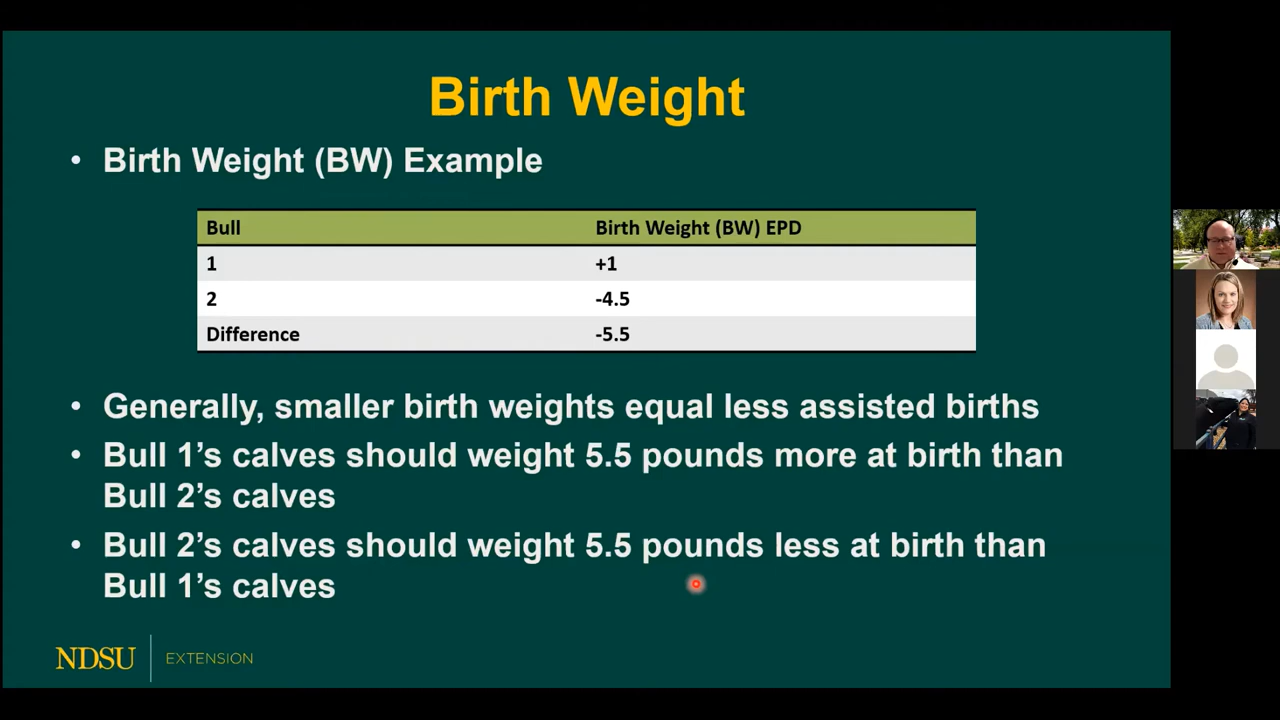 Birth Weight
• Birth Weight (BW) Example
Bull Birth Weight (BW) EPD
1 +1
2 -4.5
Difference -5.5
• Generally, smaller birth weights equal less assisted births
• Bull 1’s calves should weight 5.5 pounds more at birth than
Bull 2’s calves
• Bull 2’s calves should weight 5.5 pounds less at birth than
Bull 1’s calves
NDSU EXTENSION